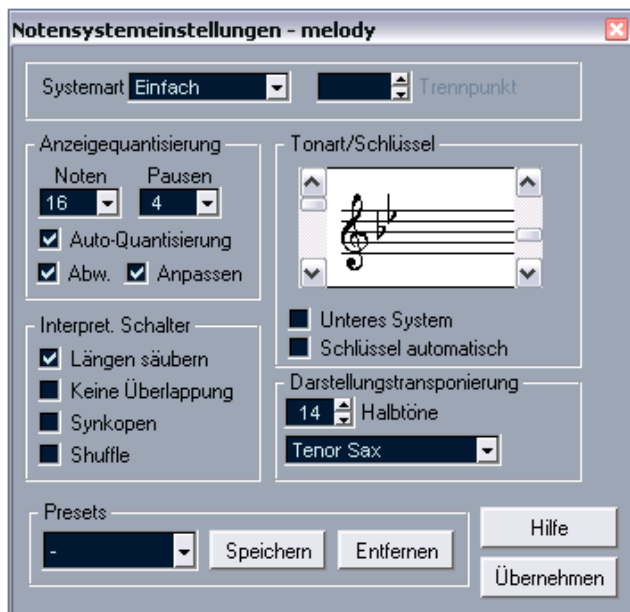 Notensystemeinstellungen - melody
Systemart Einfach Trennpunkt
Anzeigequantisierung
Noten Pausen
16 4
Auto-Quantisierung
Abw. Anpassen
Interpret. Schalter
Längen säubern
Keine Überlappung
Synkopen
Shuffle
Tonart/Schlüssel
Unteres System
Schlüssel automatisch
Darstellungstransponierung
14 Halbtöne
Tenor Sax
Presets
- Speichern Entfernen
Hilfe
Übernehmen